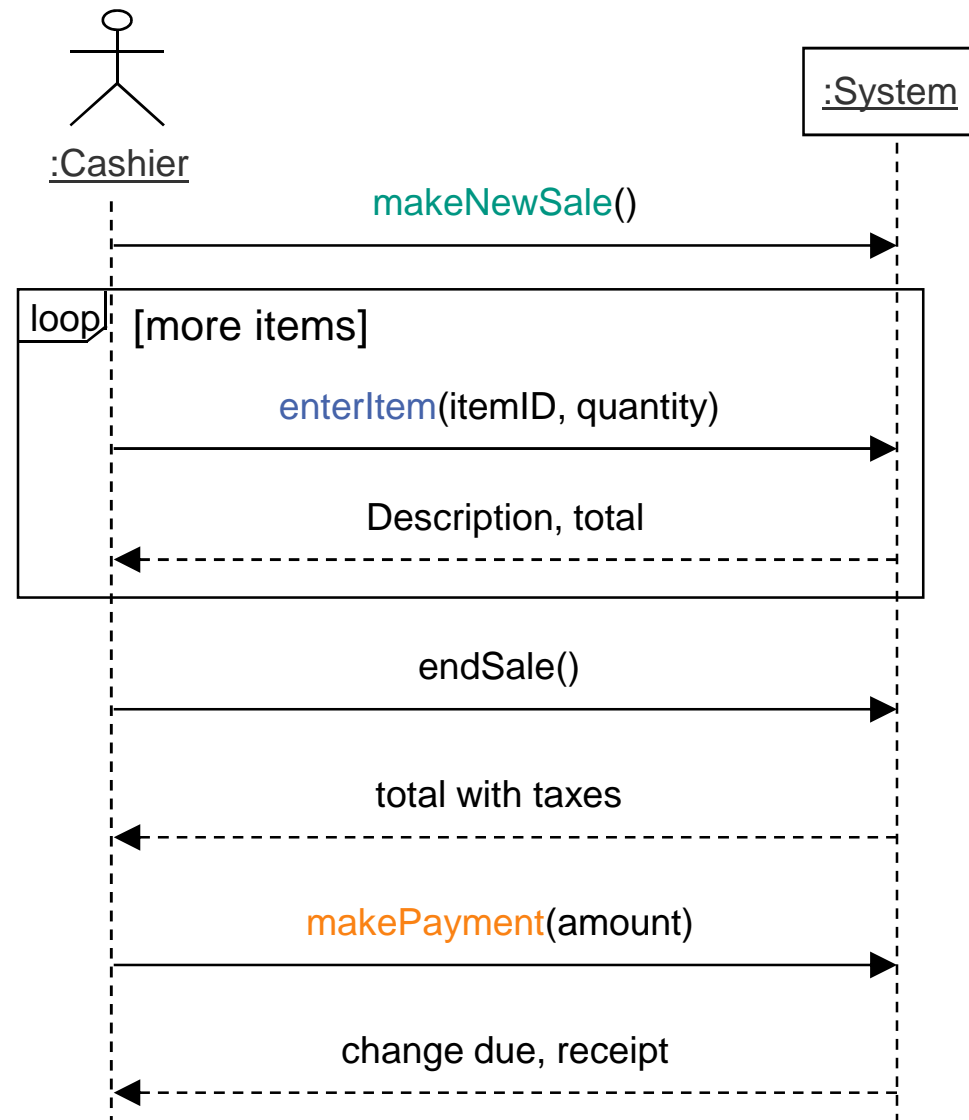 :System
:Cashier
makeNewSale()
loop
[more items]
enterItem(itemID, quantity)
Description, total
endSale()
total with taxes
makePayment(amount)
change due, receipt